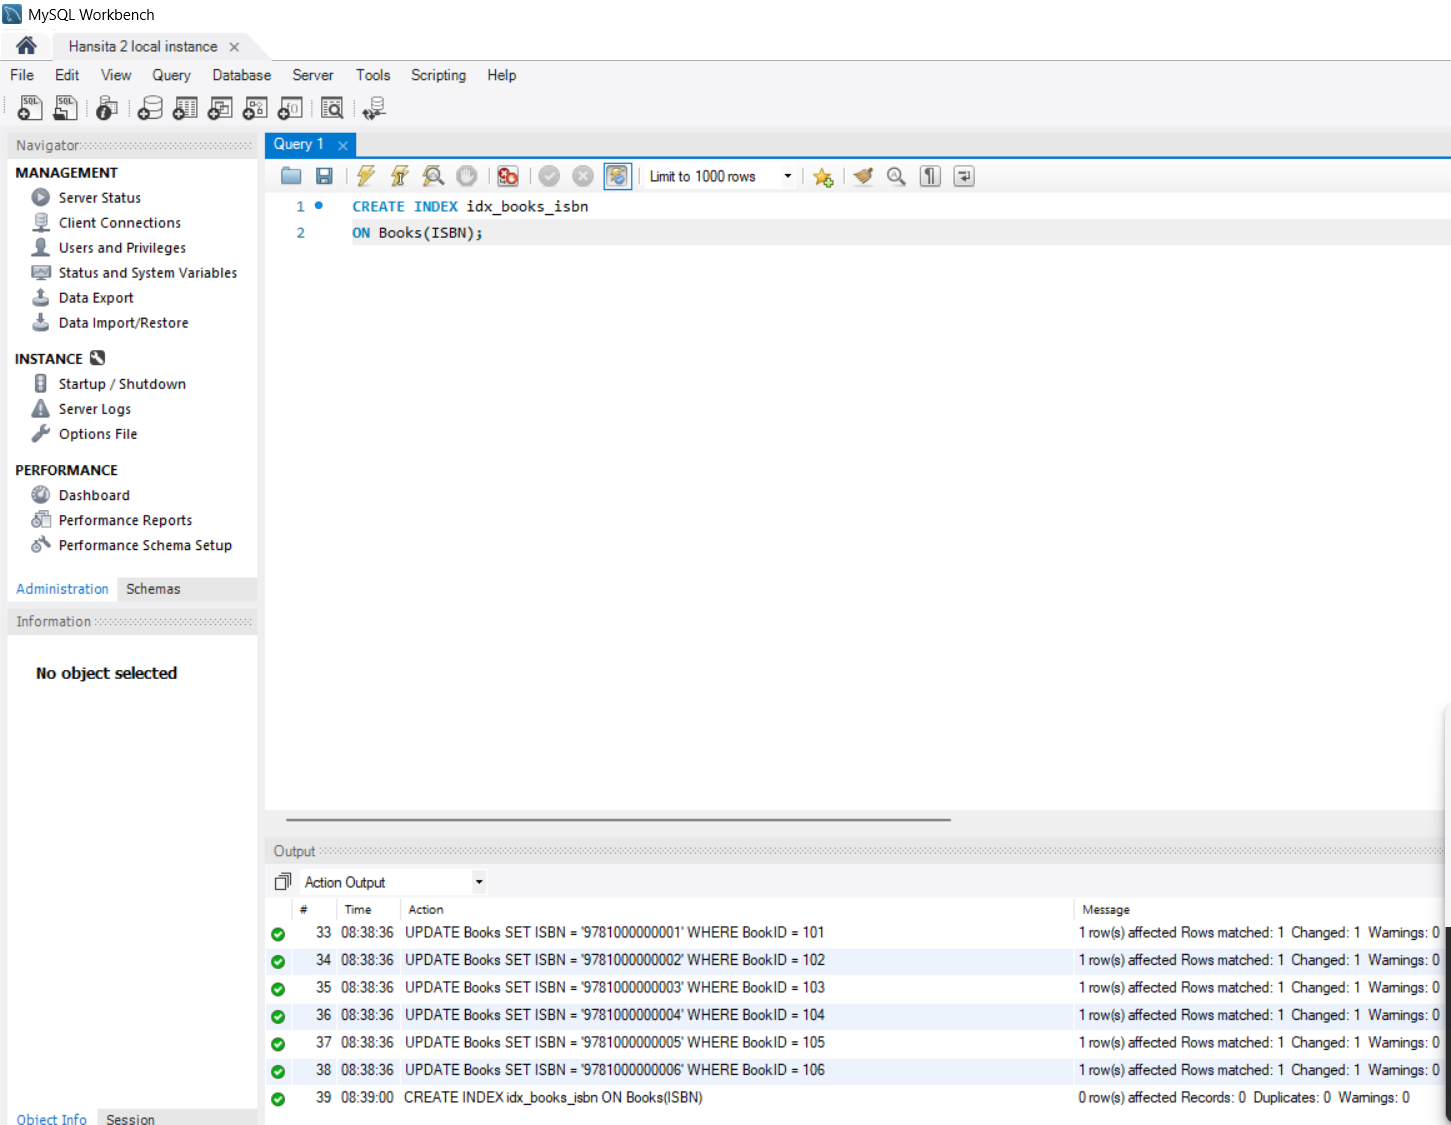 MySQL Workbench
Hansita 2 local instance
File Edit View Query Database Server Tools Scripting Help
Navigator
MANAGEMENT
Server Status
Client Connections
Users and Privileges
Status and System Variables
Data Export
Data Import/Restore
INSTANCE
Startup / Shutdown
Server Logs
Options File
PERFORMANCE
Dashboard
Performance Reports
Performance Schema Setup
Administration Schemas
Information
No object selected
Object Info Session
Query 1
Limit to 1000 rows
1 CREATE INDEX idx_books_isbn
2 ON Books(ISBN);
Output
Action Output
# Time Action Message
33 08:38:36 UPDATE Books SET ISBN = '9781000000001' WHERE BookID = 101 1 row(s) affected Rows matched: 1 Changed: 1 Warnings: 0
34 08:38:36 UPDATE Books SET ISBN = '9781000000002' WHERE BookID = 102 1 row(s) affected Rows matched: 1 Changed: 1 Warnings: 0
35 08:38:36 UPDATE Books SET ISBN = '9781000000003' WHERE BookID = 103 1 row(s) affected Rows matched: 1 Changed: 1 Warnings: 0
36 08:38:36 UPDATE Books SET ISBN = '9781000000004' WHERE BookID = 104 1 row(s) affected Rows matched: 1 Changed: 1 Warnings: 0
37 08:38:36 UPDATE Books SET ISBN = '9781000000005' WHERE BookID = 105 1 row(s) affected Rows matched: 1 Changed: 1 Warnings: 0
38 08:38:36 UPDATE Books SET ISBN = '9781000000006' WHERE BookID = 106 1 row(s) affected Rows matched: 1 Changed: 1 Warnings: 0
39 08:39:00 CREATE INDEX idx_books_isbn ON Books(ISBN) 0 row(s) affected Records: 0 Duplicates: 0 Warnings: 0